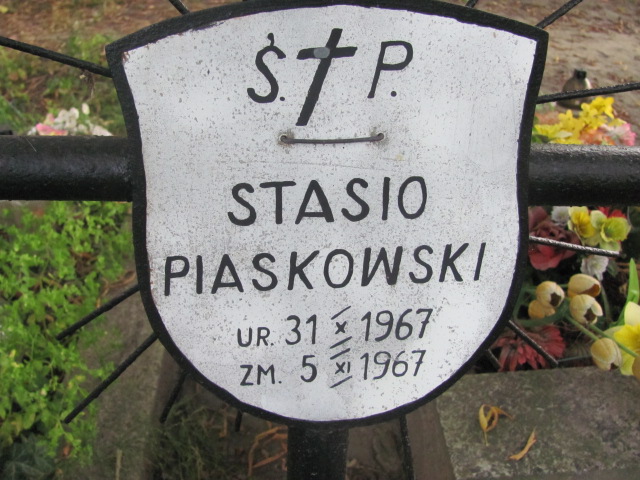 Ś. † P.
STASIO
PIASKOWSKI
UR. 31 X 1967
ZM. 5 XI 1967